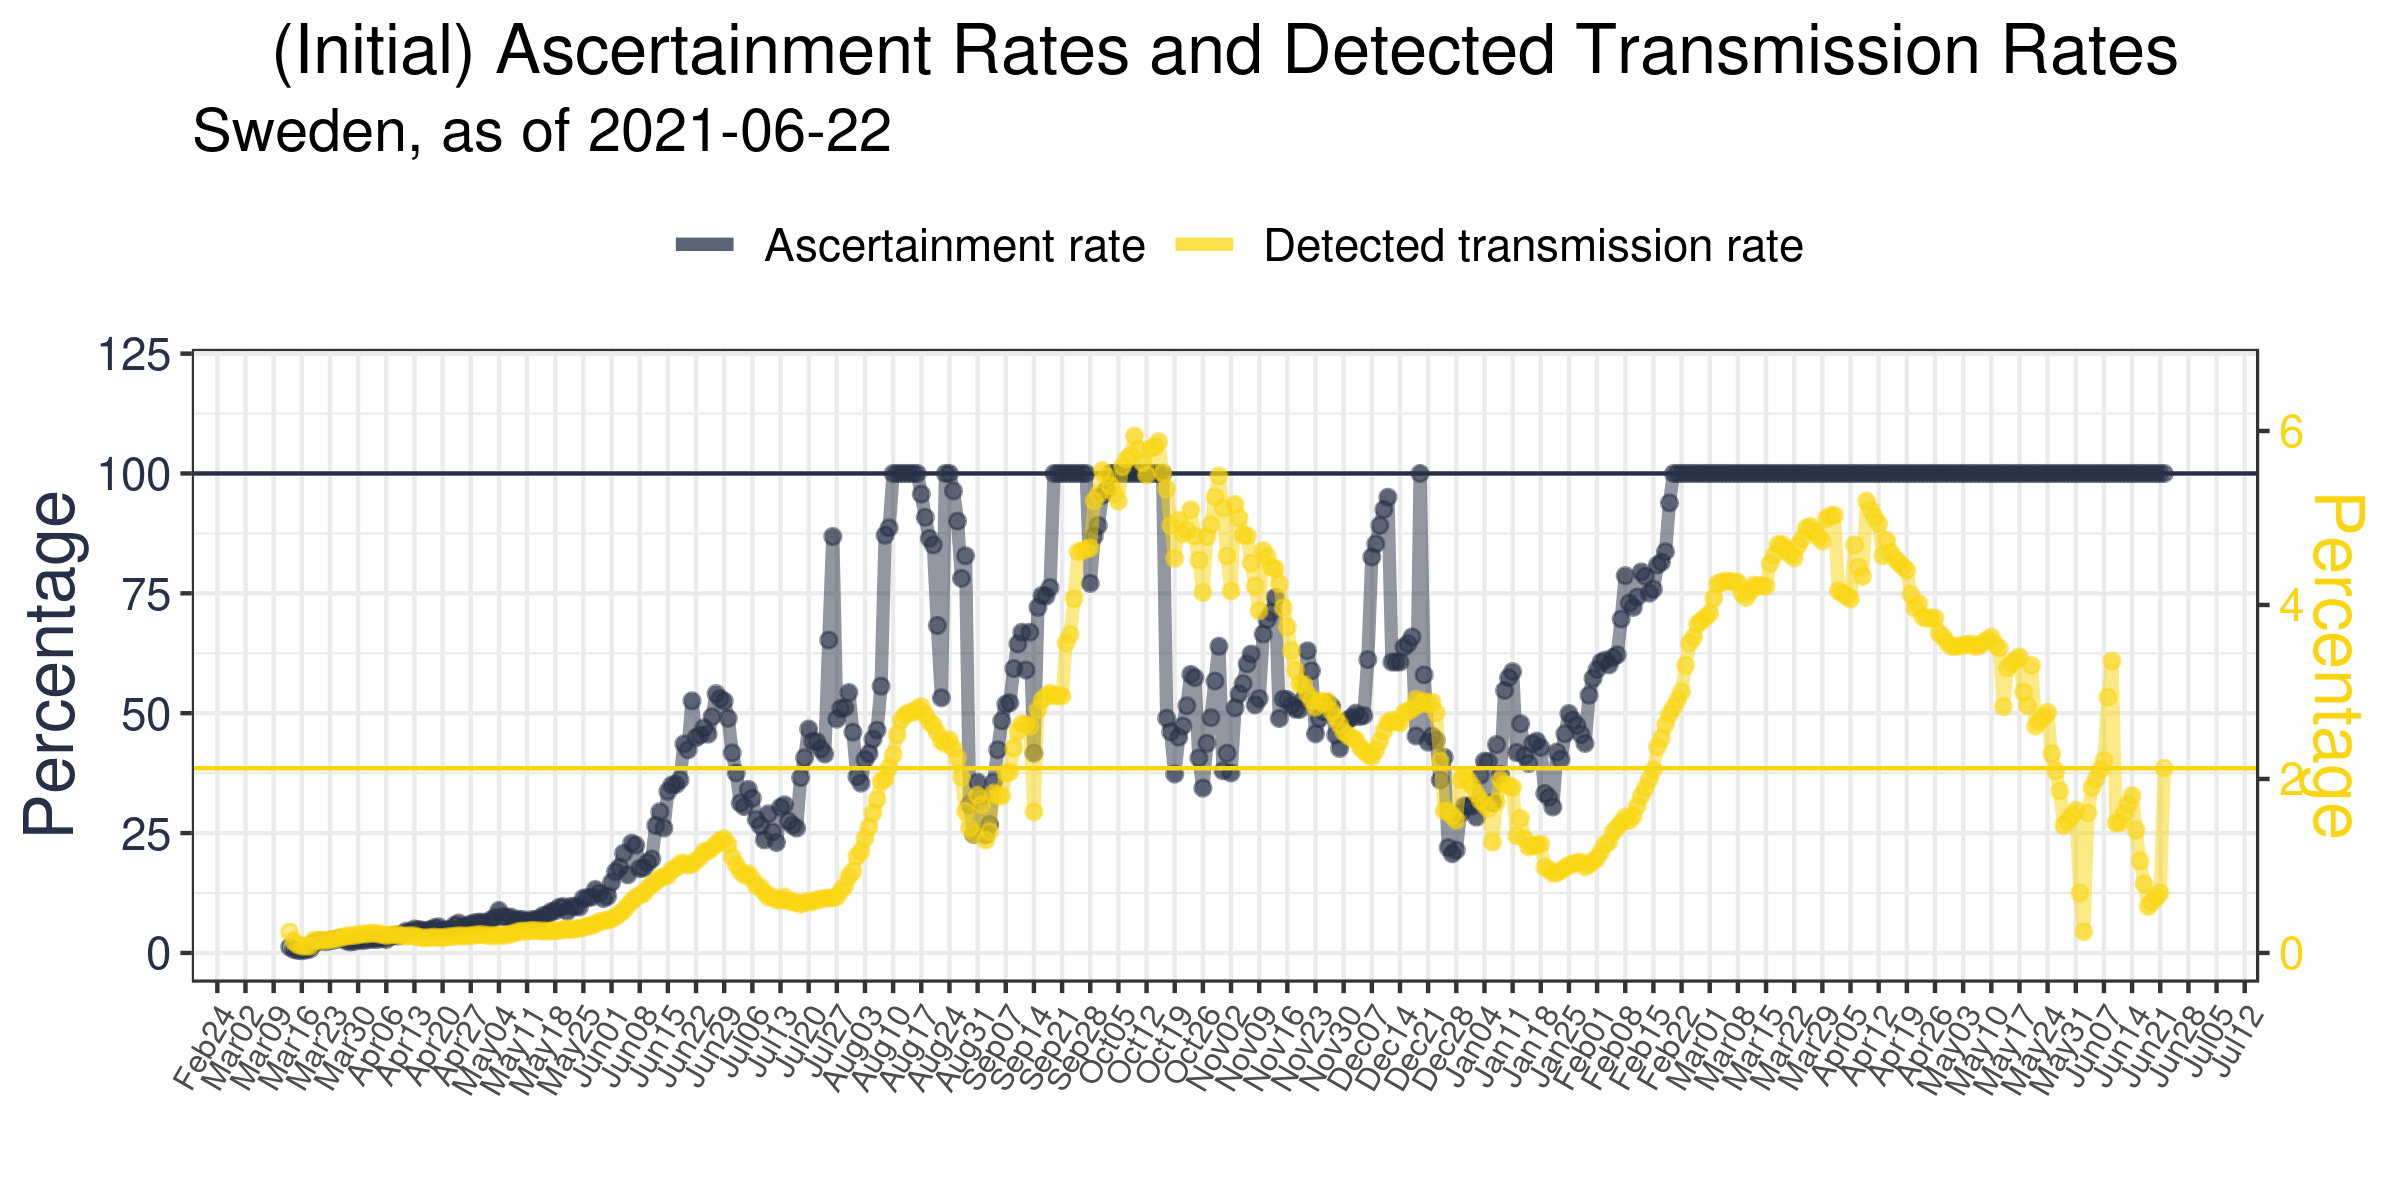 (Initial) Ascertainment Rates and Detected Transmission Rates
Sweden, as of 2021-06-22
Ascertainment rate Detected transmission rate
Percentage
125
100
75
50
25
0
6
4
2
0
Percentage
Feb24 Mar02 Mar09 Mar16 Mar23 Mar30 Apr06 Apr13 Apr20 Apr27 May04 May11 May18 May25 Jun01 Jun08 Jun15 Jun22 Jun29 Jul06 Jul13 Jul20 Jul27 Aug03 Aug10 Aug17 Aug24 Aug31 Sep07 Sep14 Sep21 Sep28 Oct05 Oct12 Oct19 Oct26 Nov02 Nov09 Nov16 Nov23 Nov30 Dec07 Dec14 Dec21 Dec28 Jan04 Jan11 Jan18 Jan25 Feb01 Feb08 Feb15 Feb22 Mar01 Mar08 Mar15 Mar22 Mar29 Apr05 Apr12 Apr19 Apr26 May03 May10 May17 May24 May31 Jun07 Jun14 Jun21 Jun28 Jul05 Jul12